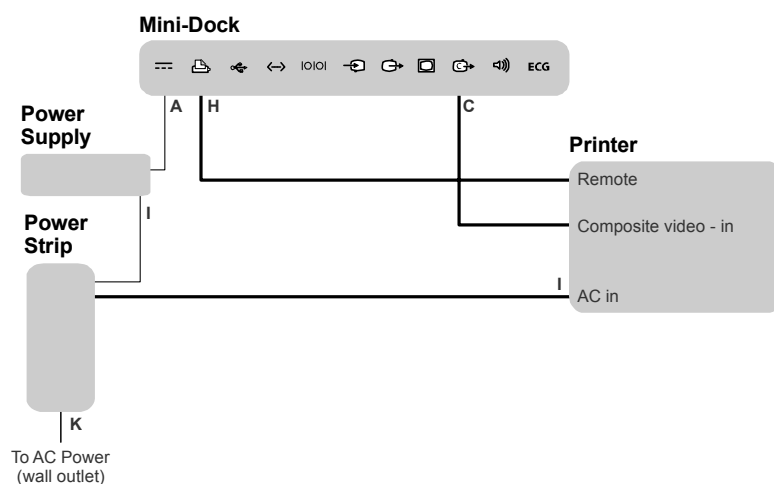 Mini-Dock
IOIOI
C
ECG
A
H
C
Power
Supply
Printer
Remote
I
Power
Strip
Composite video - in
I
AC in
K
To AC Power
(wall outlet)